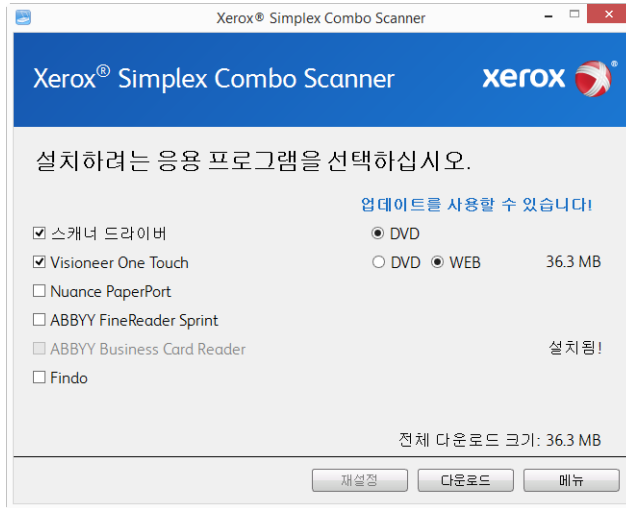 Xerox® Simplex Combo Scanner
Xerox® Simplex Combo Scanner
xerox®
설치하려는 응용 프로그램을 선택하십시오.
업데이트를 사용할 수 있습니다!
스캐너 드라이버 DVD
Visioneer One Touch DVD WEB 36.3 MB
Nuance PaperPort
ABBYY FineReader Sprint
ABBYY Business Card Reader 설치됨!
Findo
전체 다운로드 크기: 36.3 MB
재설정 다운로드 메뉴